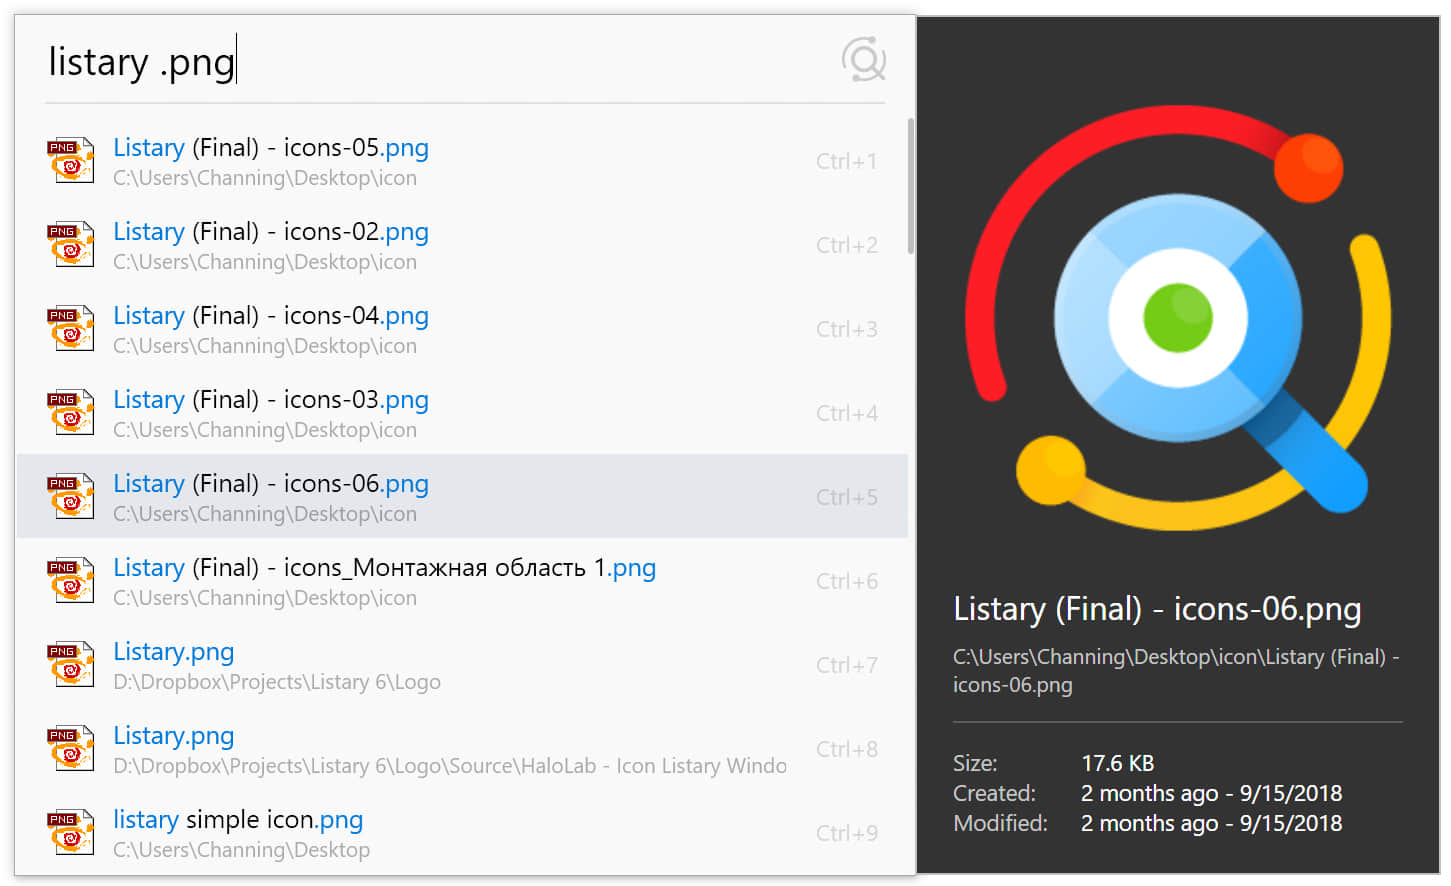 listary .png
PNG
Listary (Final) - icons-05.png
Ctrl+1
C:\Users\Channing\Desktop\icon
PNG
Listary (Final) - icons-02.png
Ctrl+2
C:\Users\Channing\Desktop\icon
PNG
Listary (Final) - icons-04.png
Ctrl+3
C:\Users\Channing\Desktop\icon
PNG
Listary (Final) - icons-03.png
Ctrl+4
C:\Users\Channing\Desktop\icon
PNG
Listary (Final) - icons-06.png
Ctrl+5
C:\Users\Channing\Desktop\icon
PNG
Listary (Final) - icons_Монтажная область 1.png
Ctrl+6
C:\Users\Channing\Desktop\icon
PNG
Listary.png
Ctrl+7
D:\Dropbox\Projects\Listary 6\Logo
PNG
Listary.png
Ctrl+8
D:\Dropbox\Projects\Listary 6\Logo\Source\HaloLab - Icon Listary Windo
PNG
listary simple icon.png
Ctrl+9
C:\Users\Channing\Desktop
Listary (Final) - icons-06.png
C:\Users\Channing\Desktop\icon\Listary (Final) -
icons-06.png
Size: 17.6 KB
Created: 2 months ago - 9/15/2018
Modified: 2 months ago - 9/15/2018